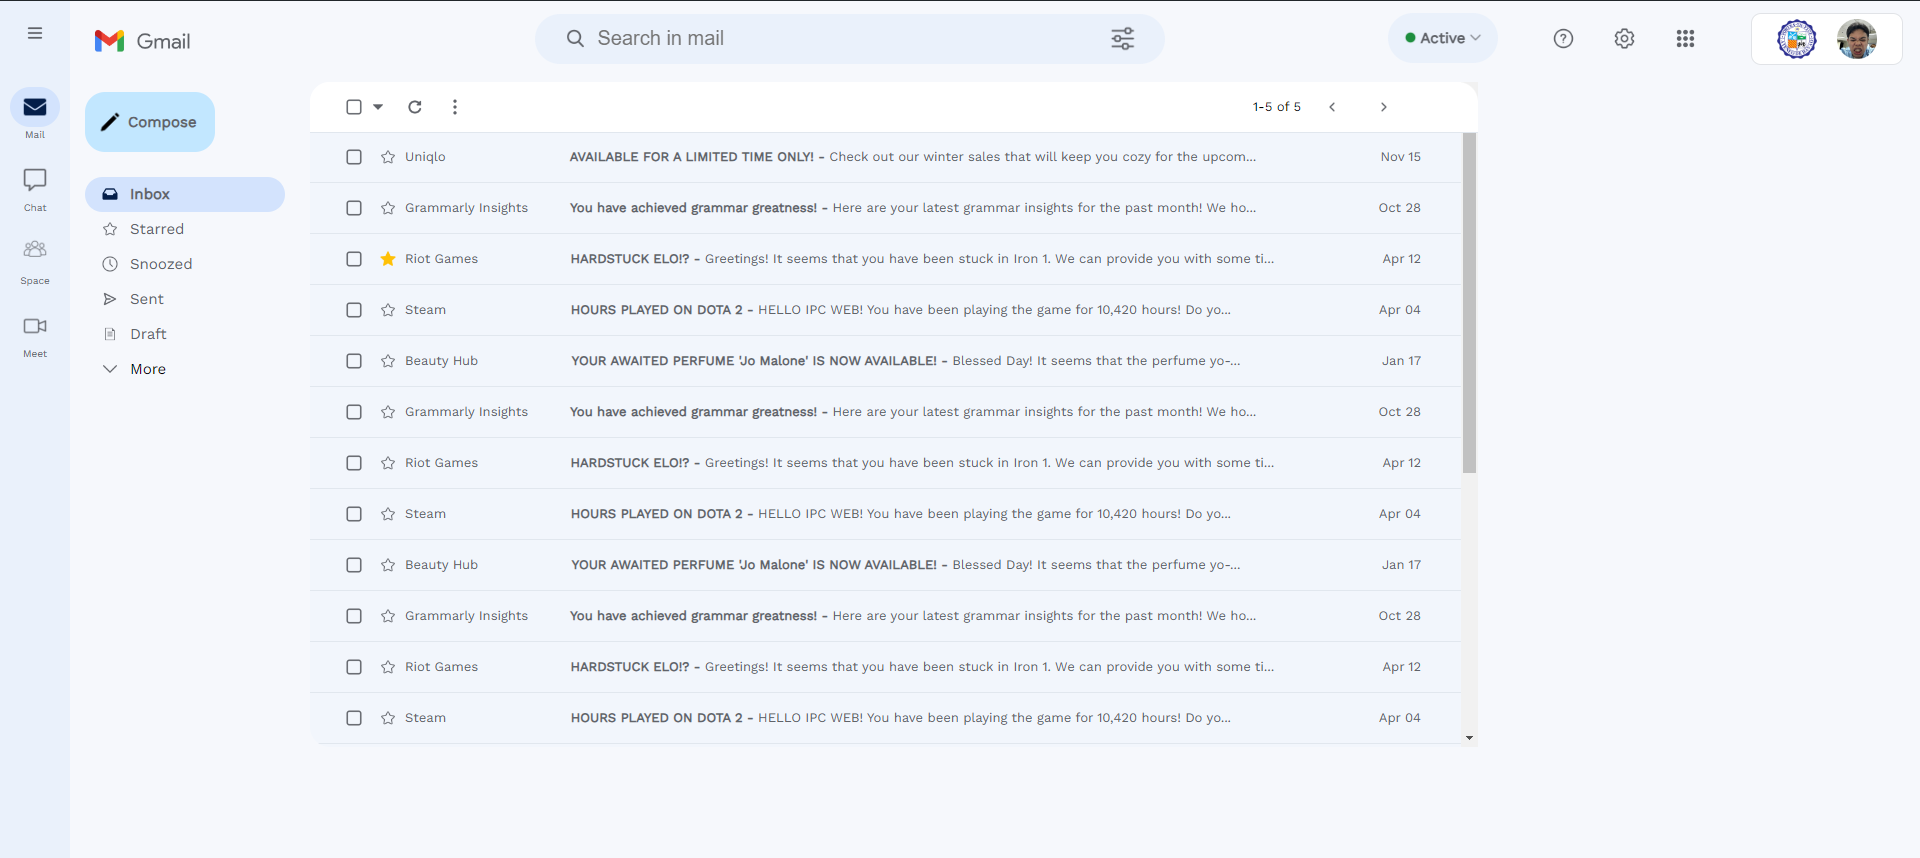 Gmail
Search in mail
Active
Mail
Chat
Space
Meet
Compose
Inbox
Starred
Snoozed
Sent
Draft
More
1-5 of 5
Uniqlo AVAILABLE FOR A LIMITED TIME ONLY! - Check out our winter sales that will keep you cozy for the upcom... Nov 15
Grammarly Insights You have achieved grammar greatness! - Here are your latest grammar insights for the past month! We ho... Oct 28
Riot Games HARDSTUCK ELO!? - Greetings! It seems that you have been stuck in Iron 1. We can provide you with some ti... Apr 12
Steam HOURS PLAYED ON DOTA 2 - HELLO IPC WEB! You have been playing the game for 10,420 hours! Do yo... Apr 04
Beauty Hub YOUR AWAITED PERFUME 'Jo Malone' IS NOW AVAILABLE! - Blessed Day! It seems that the perfume yo-... Jan 17
Grammarly Insights You have achieved grammar greatness! - Here are your latest grammar insights for the past month! We ho... Oct 28
Riot Games HARDSTUCK ELO!? - Greetings! It seems that you have been stuck in Iron 1. We can provide you with some ti... Apr 12
Steam HOURS PLAYED ON DOTA 2 - HELLO IPC WEB! You have been playing the game for 10,420 hours! Do yo... Apr 04
Beauty Hub YOUR AWAITED PERFUME 'Jo Malone' IS NOW AVAILABLE! - Blessed Day! It seems that the perfume yo-... Jan 17
Grammarly Insights You have achieved grammar greatness! - Here are your latest grammar insights for the past month! We ho... Oct 28
Riot Games HARDSTUCK ELO!? - Greetings! It seems that you have been stuck in Iron 1. We can provide you with some ti... Apr 12
Steam HOURS PLAYED ON DOTA 2 - HELLO IPC WEB! You have been playing the game for 10,420 hours! Do yo... Apr 04